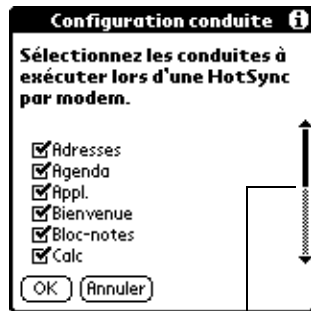 Configuration conduite
Sélectionnez les conduites à
exécuter lors d'une HotSync
par modem.
Adresses
Agenda
Appl.
Bienvenue
Bloc-notes
Calc
OK
Annuler